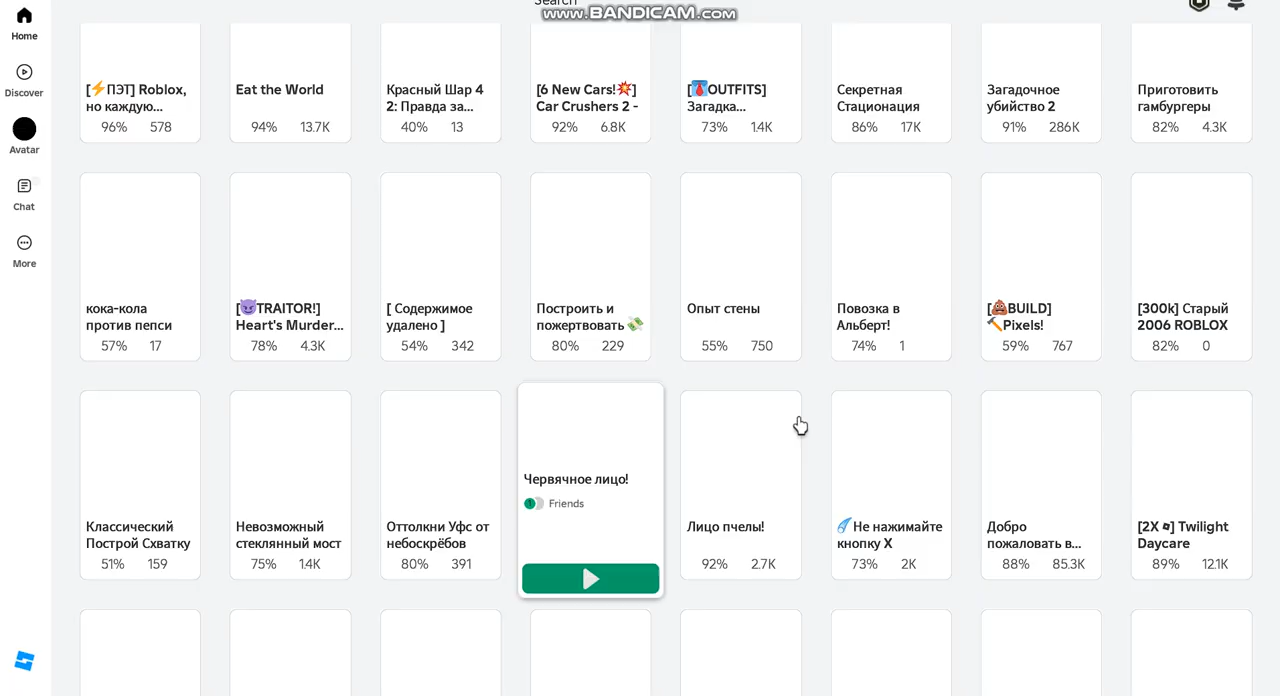 Search
www.BANDICAM.com
Home
Discover
Avatar
Chat
More
[⚡ПЭТ] Roblox,
но каждую...
96% 578
Eat the World
94% 13.7K
Красный Шар 4
2: Правда за...
40% 13
[6 New Cars!💥]
Car Crushers 2 -
92% 6.8K
[👖OUTFITS]
Загадка...
73% 1.4K
Секретная
Стационация
86% 17K
Загадочное
убийство 2
91% 286K
Приготовить
гамбургеры
82% 4.3K
кока-кола
против пепси
57% 17
[😈TRAITOR!]
Heart's Murder...
78% 4.3K
[ Содержимое
удалено ]
54% 342
Построить и
пожертвовать 💸
80% 229
Опыт стены
55% 750
Повозка в
Альберт!
74% 1
[💩BUILD]
🔨Pixels!
59% 767
[300k] Старый
2006 ROBLOX
82% 0
Классический
Построй Схватку
51% 159
Невозможный
стеклянный мост
75% 1.4K
Оттолкни Уфс от
небоскрёбов
80% 391
Червячное лицо!
Friends
Лицо пчелы!
92% 2.7K
☄️Не нажимайте
кнопку X
73% 2K
Добро
пожаловать в...
88% 85.3K
[2X] Twilight
Daycare
89% 12.1K